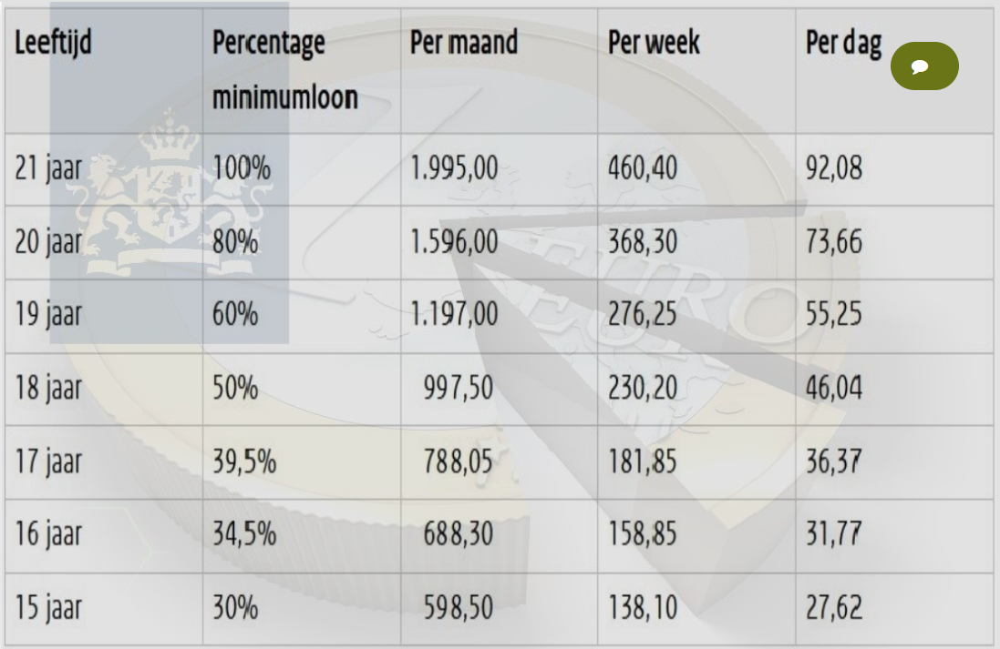 Leeftijd Percentage minimumloon Per maand Per week Per dag
21 jaar 100% 1.995,00 460,40 92,08
20 jaar 80% 1.596,00 368,30 73,66
19 jaar 60% 1.197,00 276,25 55,25
18 jaar 50% 997,50 230,20 46,04
17 jaar 39,5% 788,05 181,85 36,37
16 jaar 34,5% 688,30 158,85 31,77
15 jaar 30% 598,50 138,10 27,62
EURO
EUR